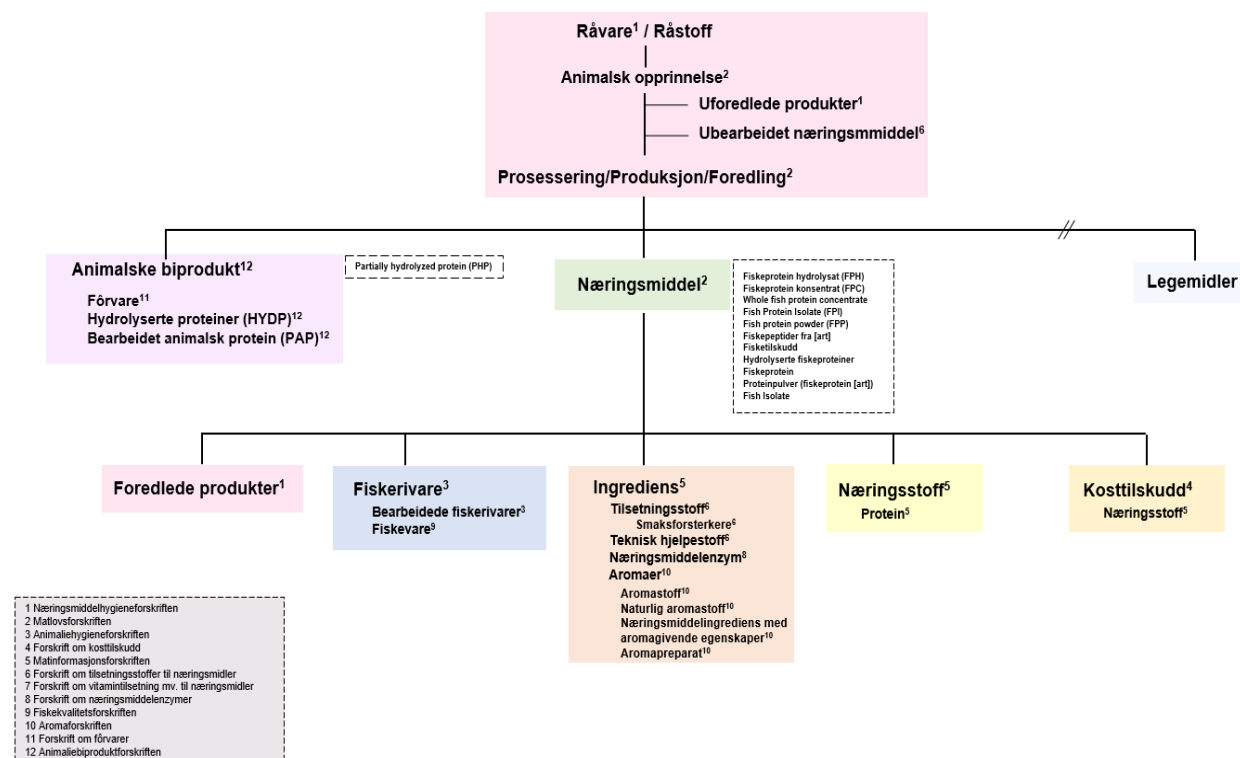 Råvare¹ / Råstoff
Animalsk opprinnelse²
Uforedlede produkter¹
Ubearbeidet næringsmmiddel⁶
Prosessering/Produksjon/Foredling²
Animalske biprodukt¹²
Fôrvare¹¹
Hydrolyserte proteiner (HYDP)¹²
Bearbeidet animalsk protein (PAP)¹²
Partially hydrolyzed protein (PHP)
Næringsmiddel²
Fiskeprotein hydrolysat (FPH)
Fiskeprotein konsentrat (FPC)
Whole fish protein concentrate
Fish Protein Isolate (FPI)
Fish protein powder (FPP)
Fiskepeptider fra [art]
Fisketilskudd
Hydrolyserte fiskeproteiner
Fiskeprotein
Proteinpulver (fiskeprotein [art])
Fish Isolate
Legemidler
Foredlede produkter¹
Fiskerivare³
Bearbeidede fiskerivarer³
Fiskevare⁹
Ingrediens⁵
Tilsetningsstoff⁶
Smaksforsterkere⁶
Teknisk hjelpestoff⁶
Næringsmiddelenzym⁸
Aromaer¹⁰
Aromastoff¹⁰
Naturlig aromastoff¹⁰
Næringsmiddelingrediens med
aromagivende egenskaper¹⁰
Aromapreparat¹⁰
Næringsstoff⁵
Protein⁵
Kosttilskudd⁴
Næringsstoff⁵
1 Næringsmiddelhygieneforskriften
2 Matlovsforskriften
3 Animaliehygieneforskriften
4 Forskrift om kosttilskudd
5 Matinformasjonsforskriften
6 Forskrift om tilsetningsstoffer til næringsmidler
7 Forskrift om vitamintilsetning mv. til næringsmidler
8 Forskrift om næringsmiddelenzymer
9 Fiskekvalitetsforskriften
10 Aromaforskriften
11 Forskrift om fôrvarer
12 Animaliebiproduktforskriften